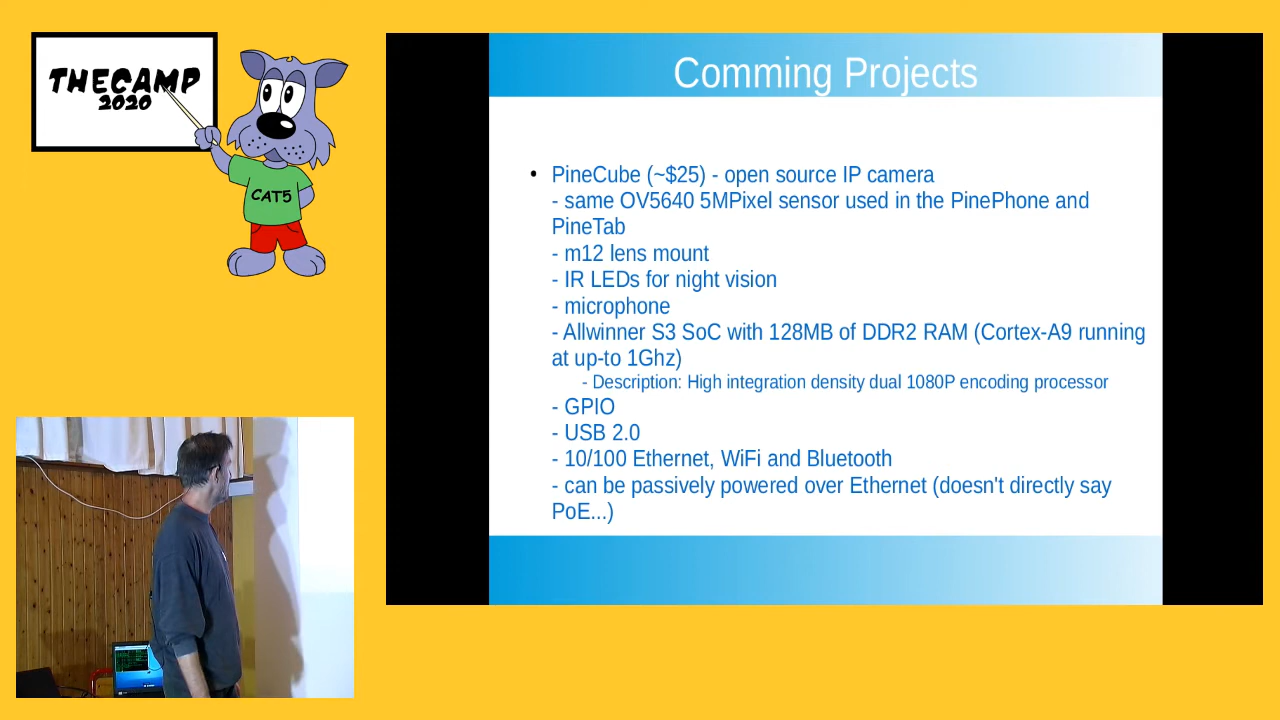 THECAMP
2020
CAT5
Comming Projects
• PineCube (~$25) - open source IP camera
- same OV5640 5MPixel sensor used in the PinePhone and
PineTab
- m12 lens mount
- IR LEDs for night vision
- microphone
- Allwinner S3 SoC with 128MB of DDR2 RAM (Cortex-A9 running
at up-to 1Ghz)
- Description: High integration density dual 1080P encoding processor
- GPIO
- USB 2.0
- 10/100 Ethernet, WiFi and Bluetooth
- can be passively powered over Ethernet (doesn't directly say
PoE...)